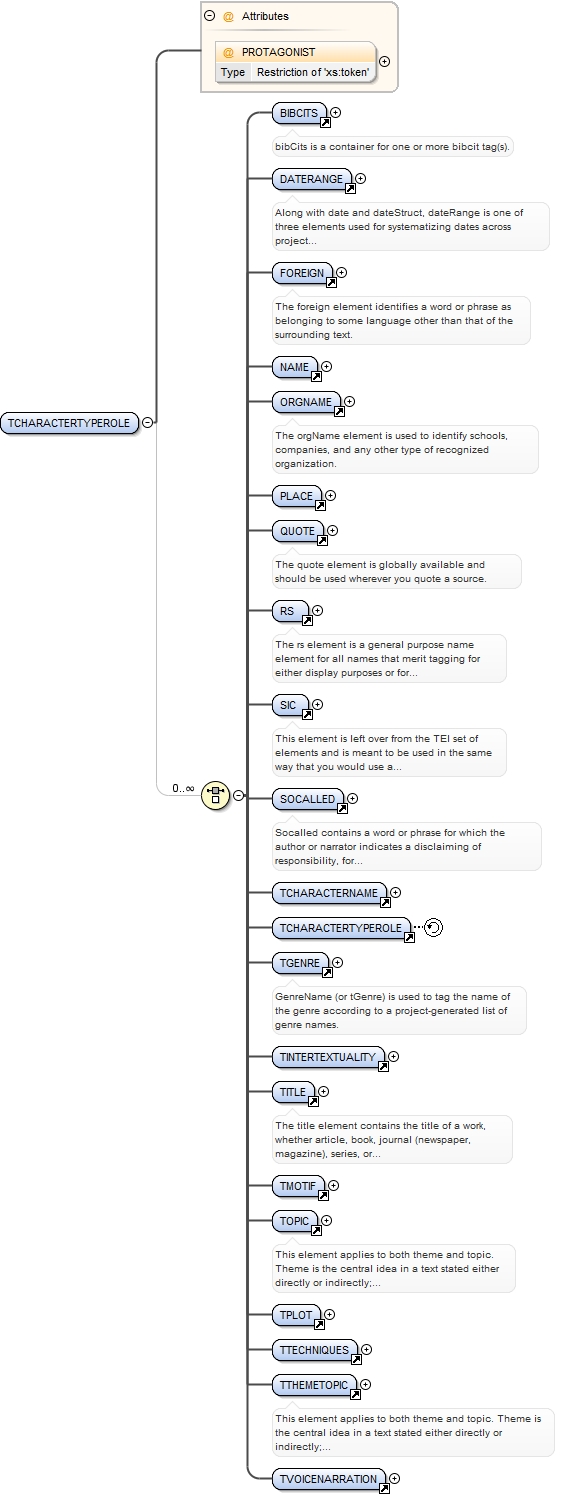 Attributes
@ PROTAGONIST
Type Restriction of 'xs:token'
BIBCITS
bibCits is a container for one or more bibcit tag(s).
DATERANGE
Along with date and dateStruct, dateRange is one of
three elements used for systematizing dates across
project...
FOREIGN
The foreign element identifies a word or phrase as
belonging to some language other than that of the
surrounding text.
NAME
ORGNAME
TCHARACTERTYPEROLE
The orgName element is used to identify schools,
companies, and any other type of recognized
organization.
PLACE
QUOTE
The quote element is globally available and
should be used wherever you quote a source.
RS
The rs element is a general purpose name
element for all names that merit tagging for
either display purposes or for...
SIC
This element is left over from the TEI set of
elements and is meant to be used in the same
way that you would use a...
0..∞
SOCALLED
Socalled contains a word or phrase for which the
author or narrator indicates a disclaiming of
responsibility, for...
TCHARACTERNAME
TCHARACTERTYPEROLE
TGENRE
GenreName (or tGenre) is used to tag the name of
the genre according to a project-generated list of
genre names.
TINTERTEXTUALITY
TITLE
The title element contains the title of a work,
whether article, book, journal (newspaper,
magazine), series, or...
TMOTIF
TOPIC
This element applies to both theme and topic.
Theme is the central idea in a text stated either
directly or indirectly;...
TPLOT
TTECHNIQUES
TTHEMETOPIC
This element applies to both theme and topic. Theme is
the central idea in a text stated either directly or
indirectly;...
TVOICENARRATION